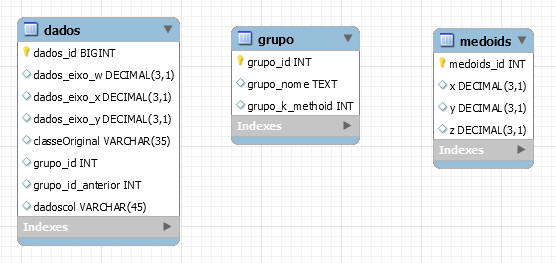 dados
dados_id BIGINT
dados_eixo_w DECIMAL(3,1)
dados_eixo_x DECIMAL(3,1)
dados_eixo_y DECIMAL(3,1)
classeOriginal VARCHAR(35)
grupo_id INT
grupo_id_anterior INT
dadoscol VARCHAR(45)
Indexes
grupo
grupo_id INT
grupo_nome TEXT
grupo_k_methoid INT
Indexes
medoids
medoids_id INT
x DECIMAL(3,1)
y DECIMAL(3,1)
z DECIMAL(3,1)
Indexes